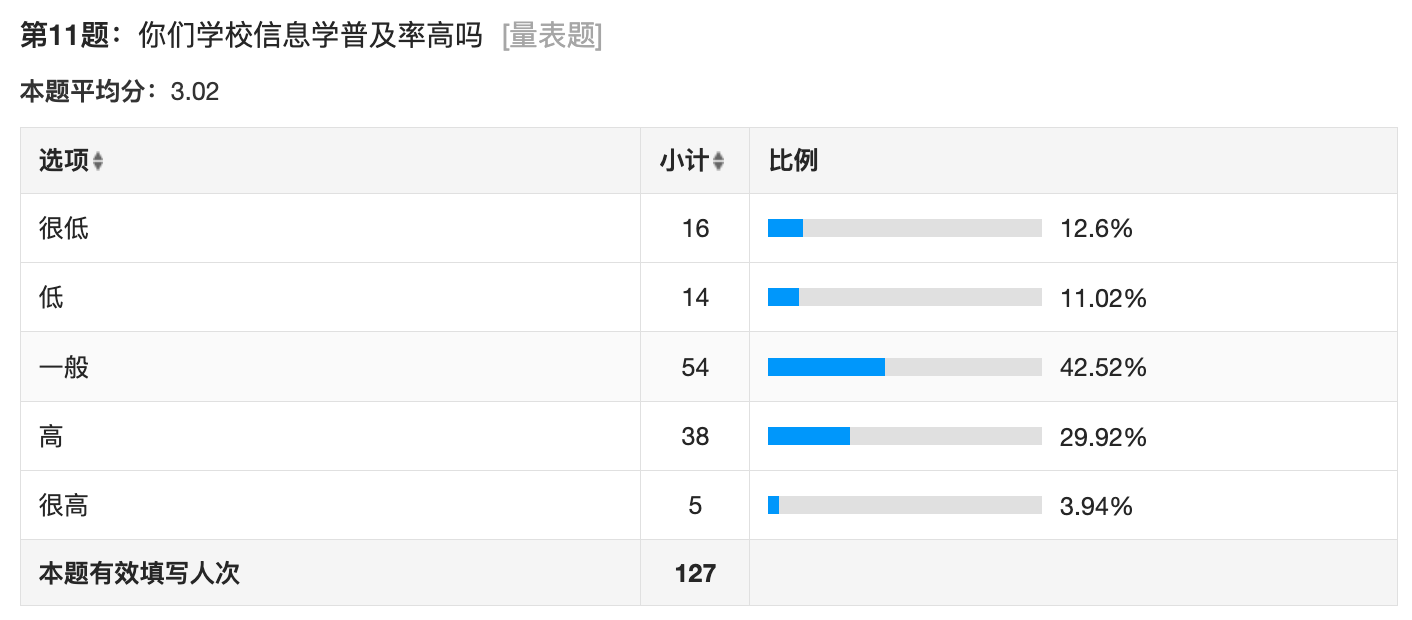 第11题：你们学校信息学普及率高吗 [量表题]
本题平均分：3.02
选项 小计 比例
很低 16 12.6%
低 14 11.02%
一般 54 42.52%
高 38 29.92%
很高 5 3.94%
本题有效填写人次 127